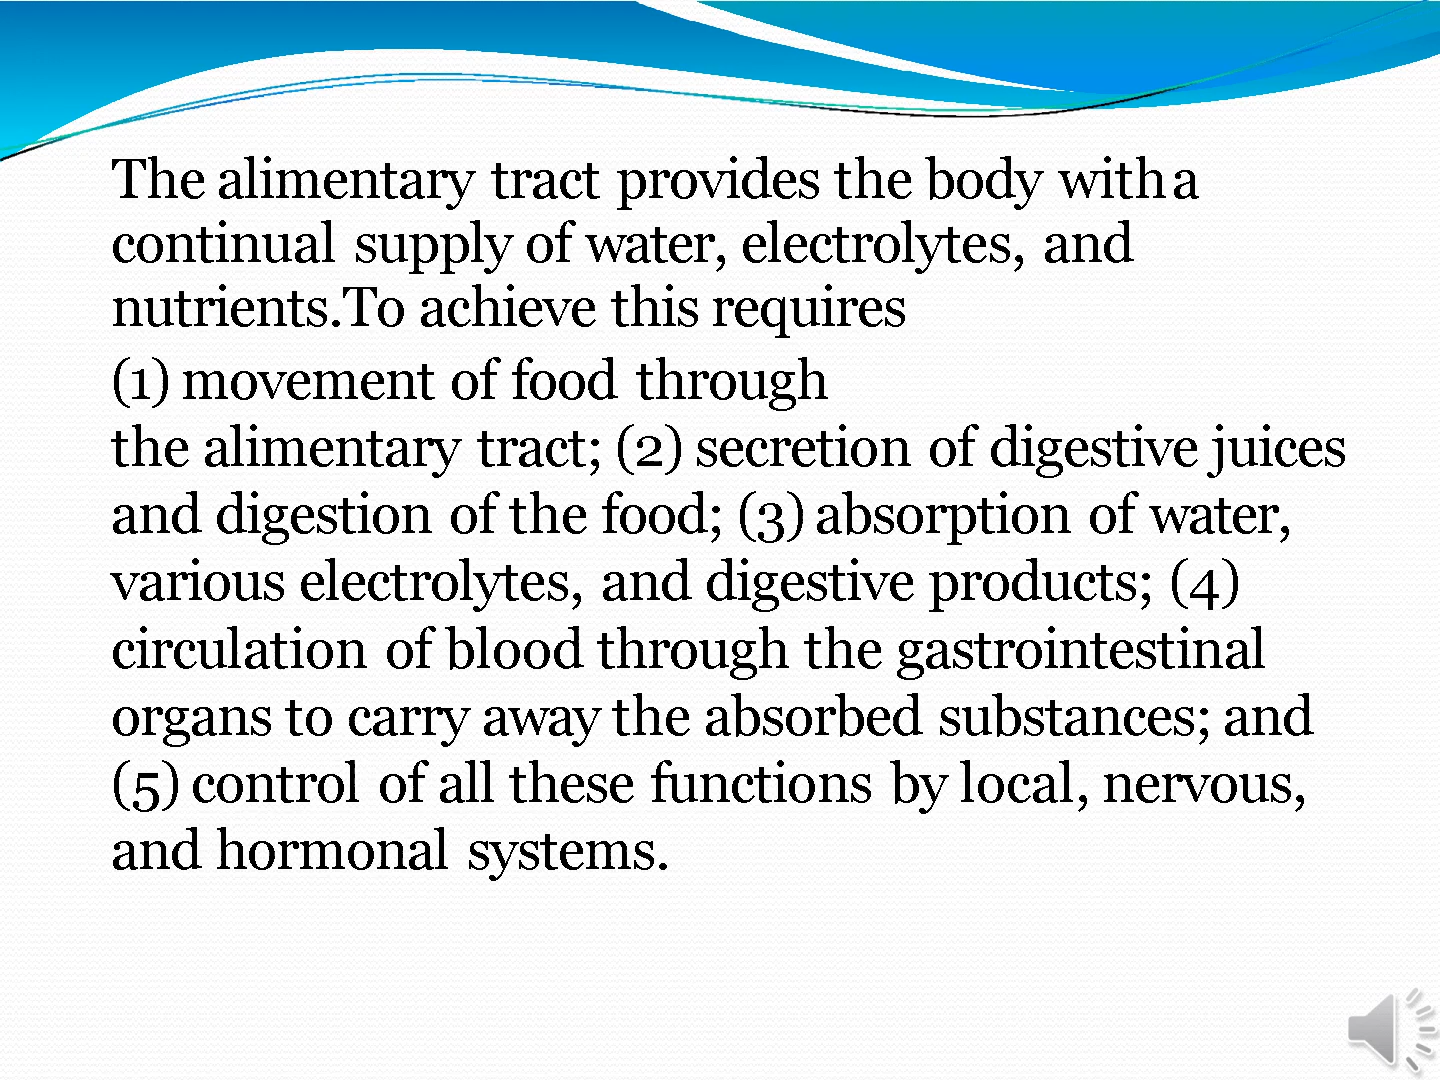 The alimentary tract provides the body with a
continual supply of water, electrolytes, and
nutrients.To achieve this requires
(1) movement of food through
the alimentary tract; (2) secretion of digestive juices
and digestion of the food; (3) absorption of water,
various electrolytes, and digestive products; (4)
circulation of blood through the gastrointestinal
organs to carry away the absorbed substances; and
(5) control of all these functions by local, nervous,
and hormonal systems.